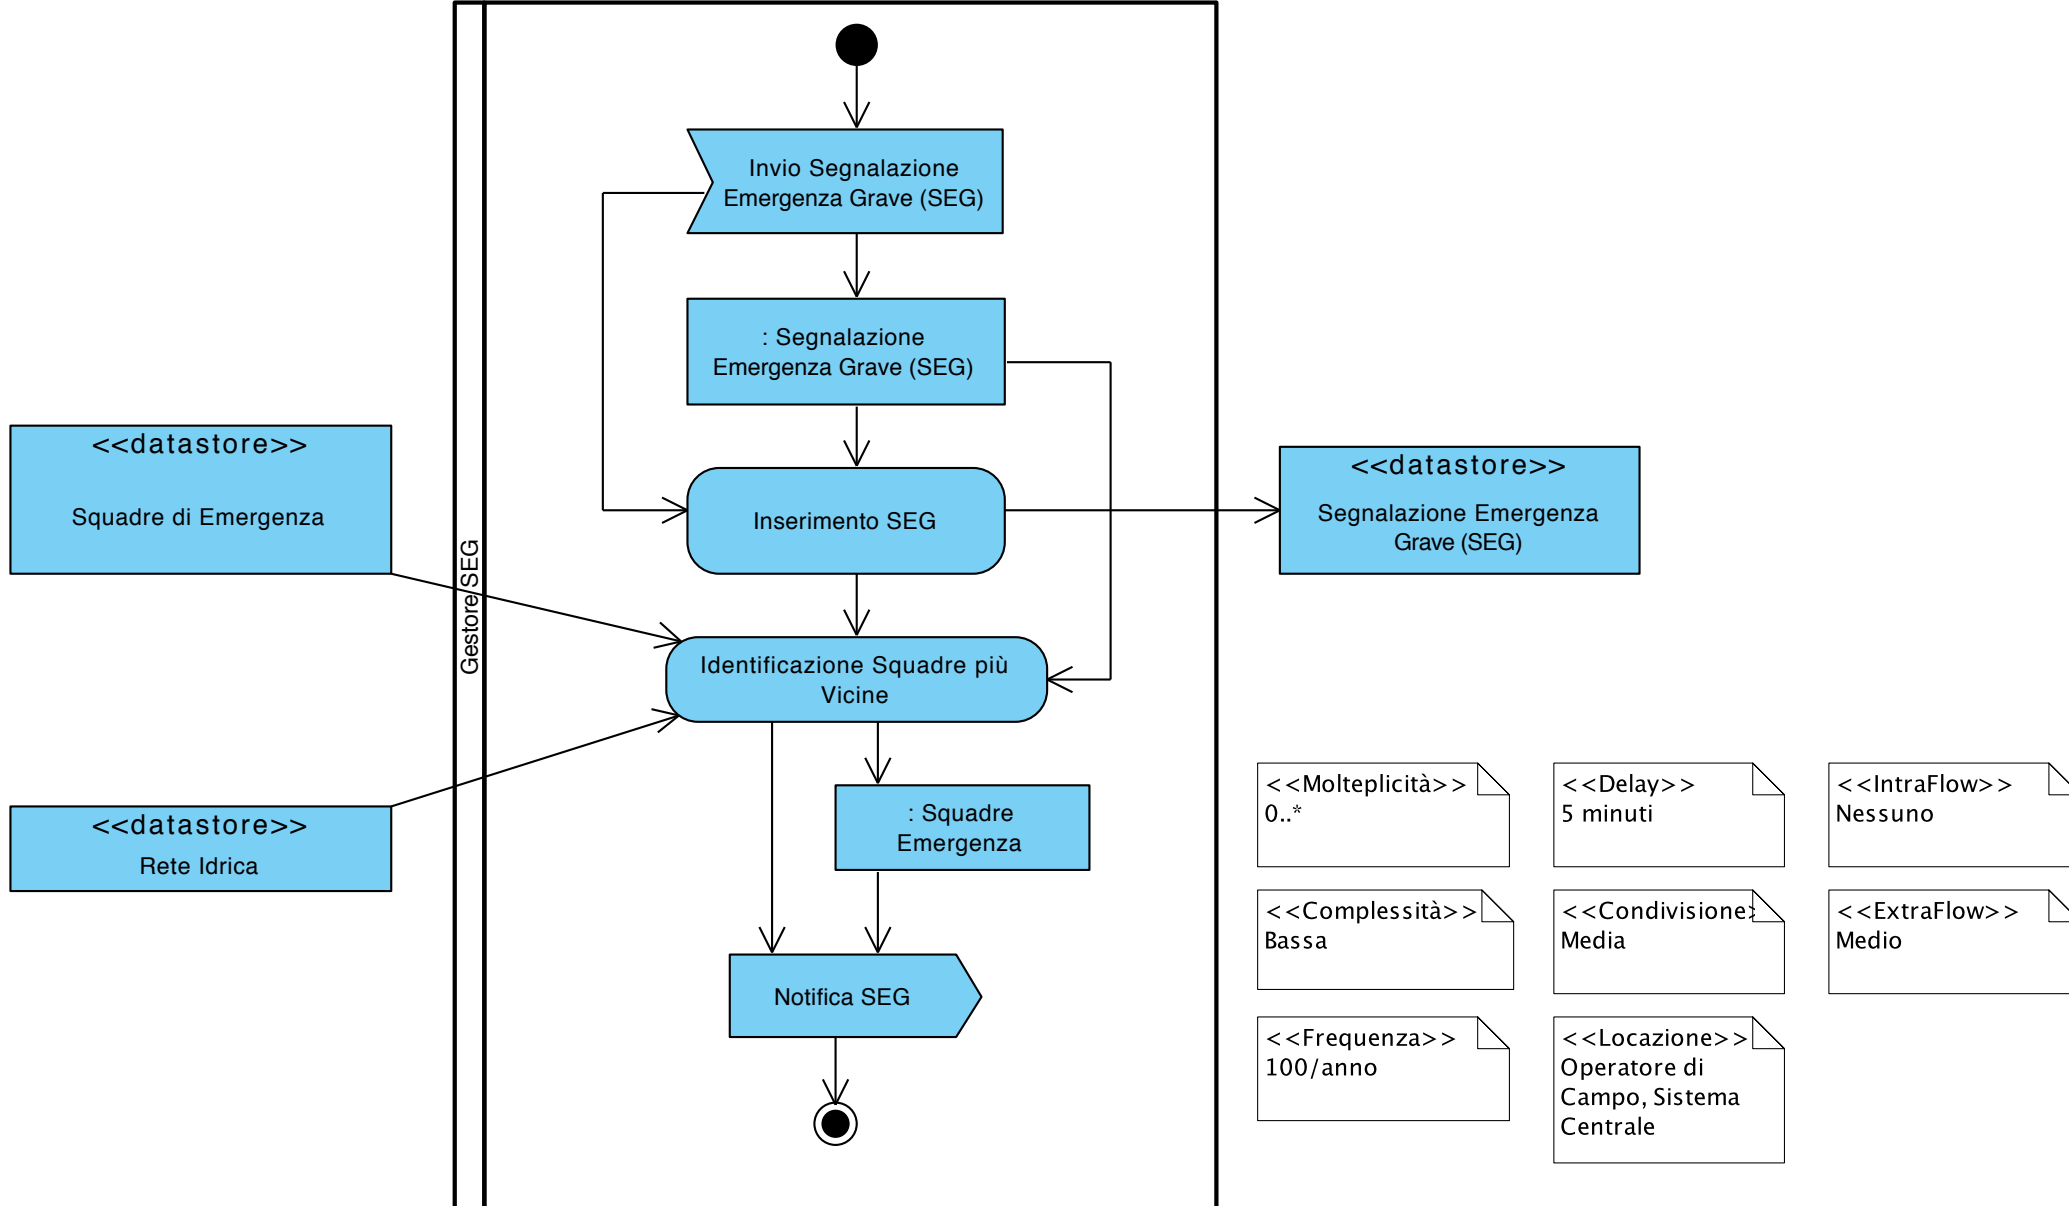 Invio Segnalazione
Emergenza Grave (SEG)
: Segnalazione
Emergenza Grave (SEG)
<<datastore>>
Squadre di Emergenza
Inserimento SEG
<<datastore>>
Segnalazione Emergenza
Grave (SEG)
GestoreSEG
Identificazione Squadre più
Vicine
<<datastore>>
Rete Idrica
: Squadre
Emergenza
Notifica SEG
<<Molteplicità>>
0..*
<<Delay>>
5 minuti
<<IntraFlow>>
Nessuno
<<Complessità>>
Bassa
<<Condivisione>
Media
<<ExtraFlow>>
Medio
<<Frequenza>>
100/anno
<<Locazione>>
Operatore di
Campo, Sistema
Centrale